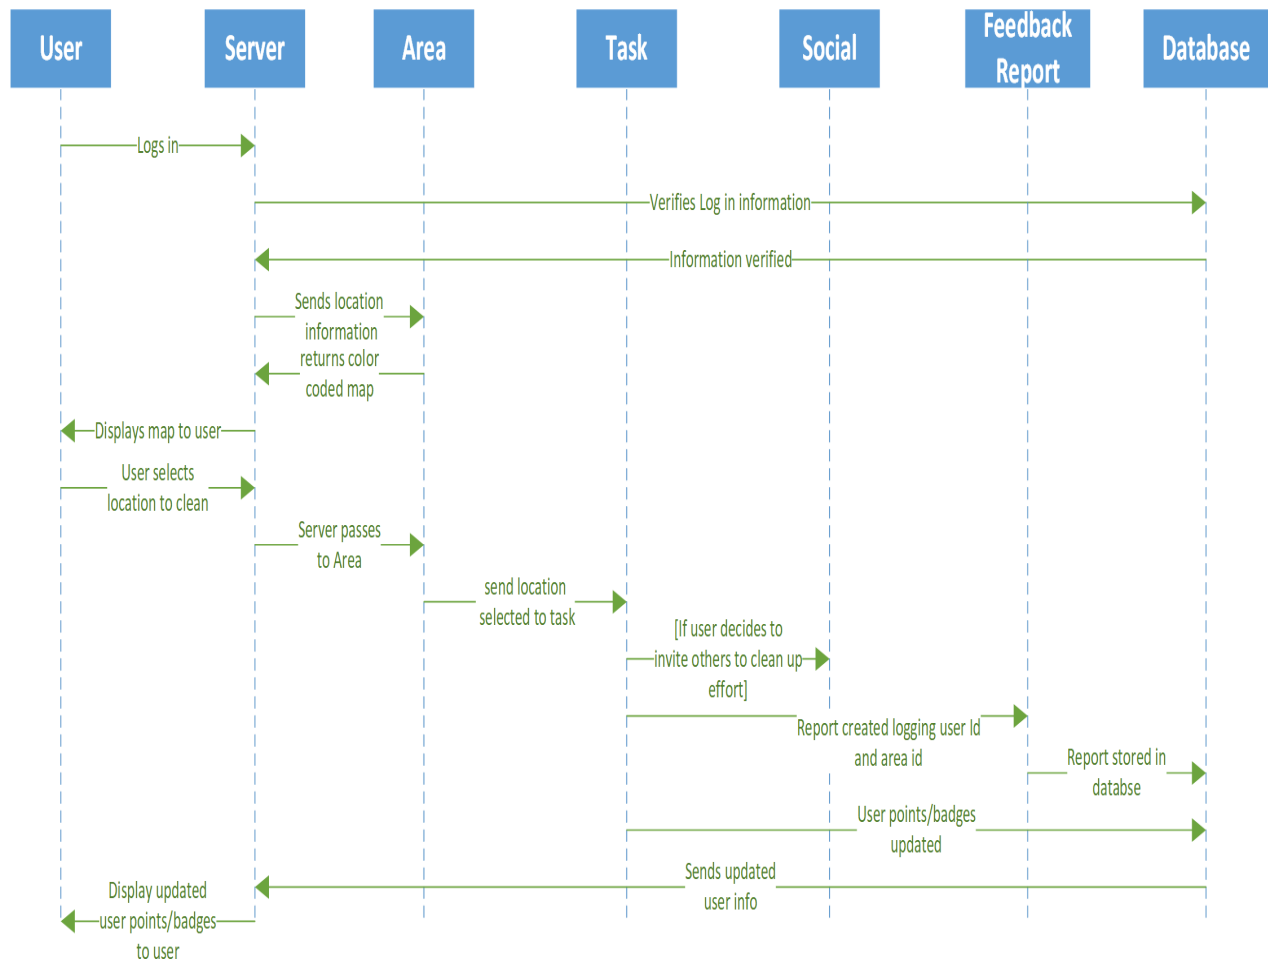 User
Server
Area
Task
Social
Feedback
Report
Database
Logs in
Verifies Log in information
Information verified
Sends location
information
returns color
coded map
Displays map to user
User selects
location to clean
Server passes
to Area
send location
selected to task
[If user decides to
invite others to clean up
effort]
Report created logging user Id
and area id
Report stored in
databse
User points/badges
updated
Sends updated
user info
Display updated
user points/badges
to user